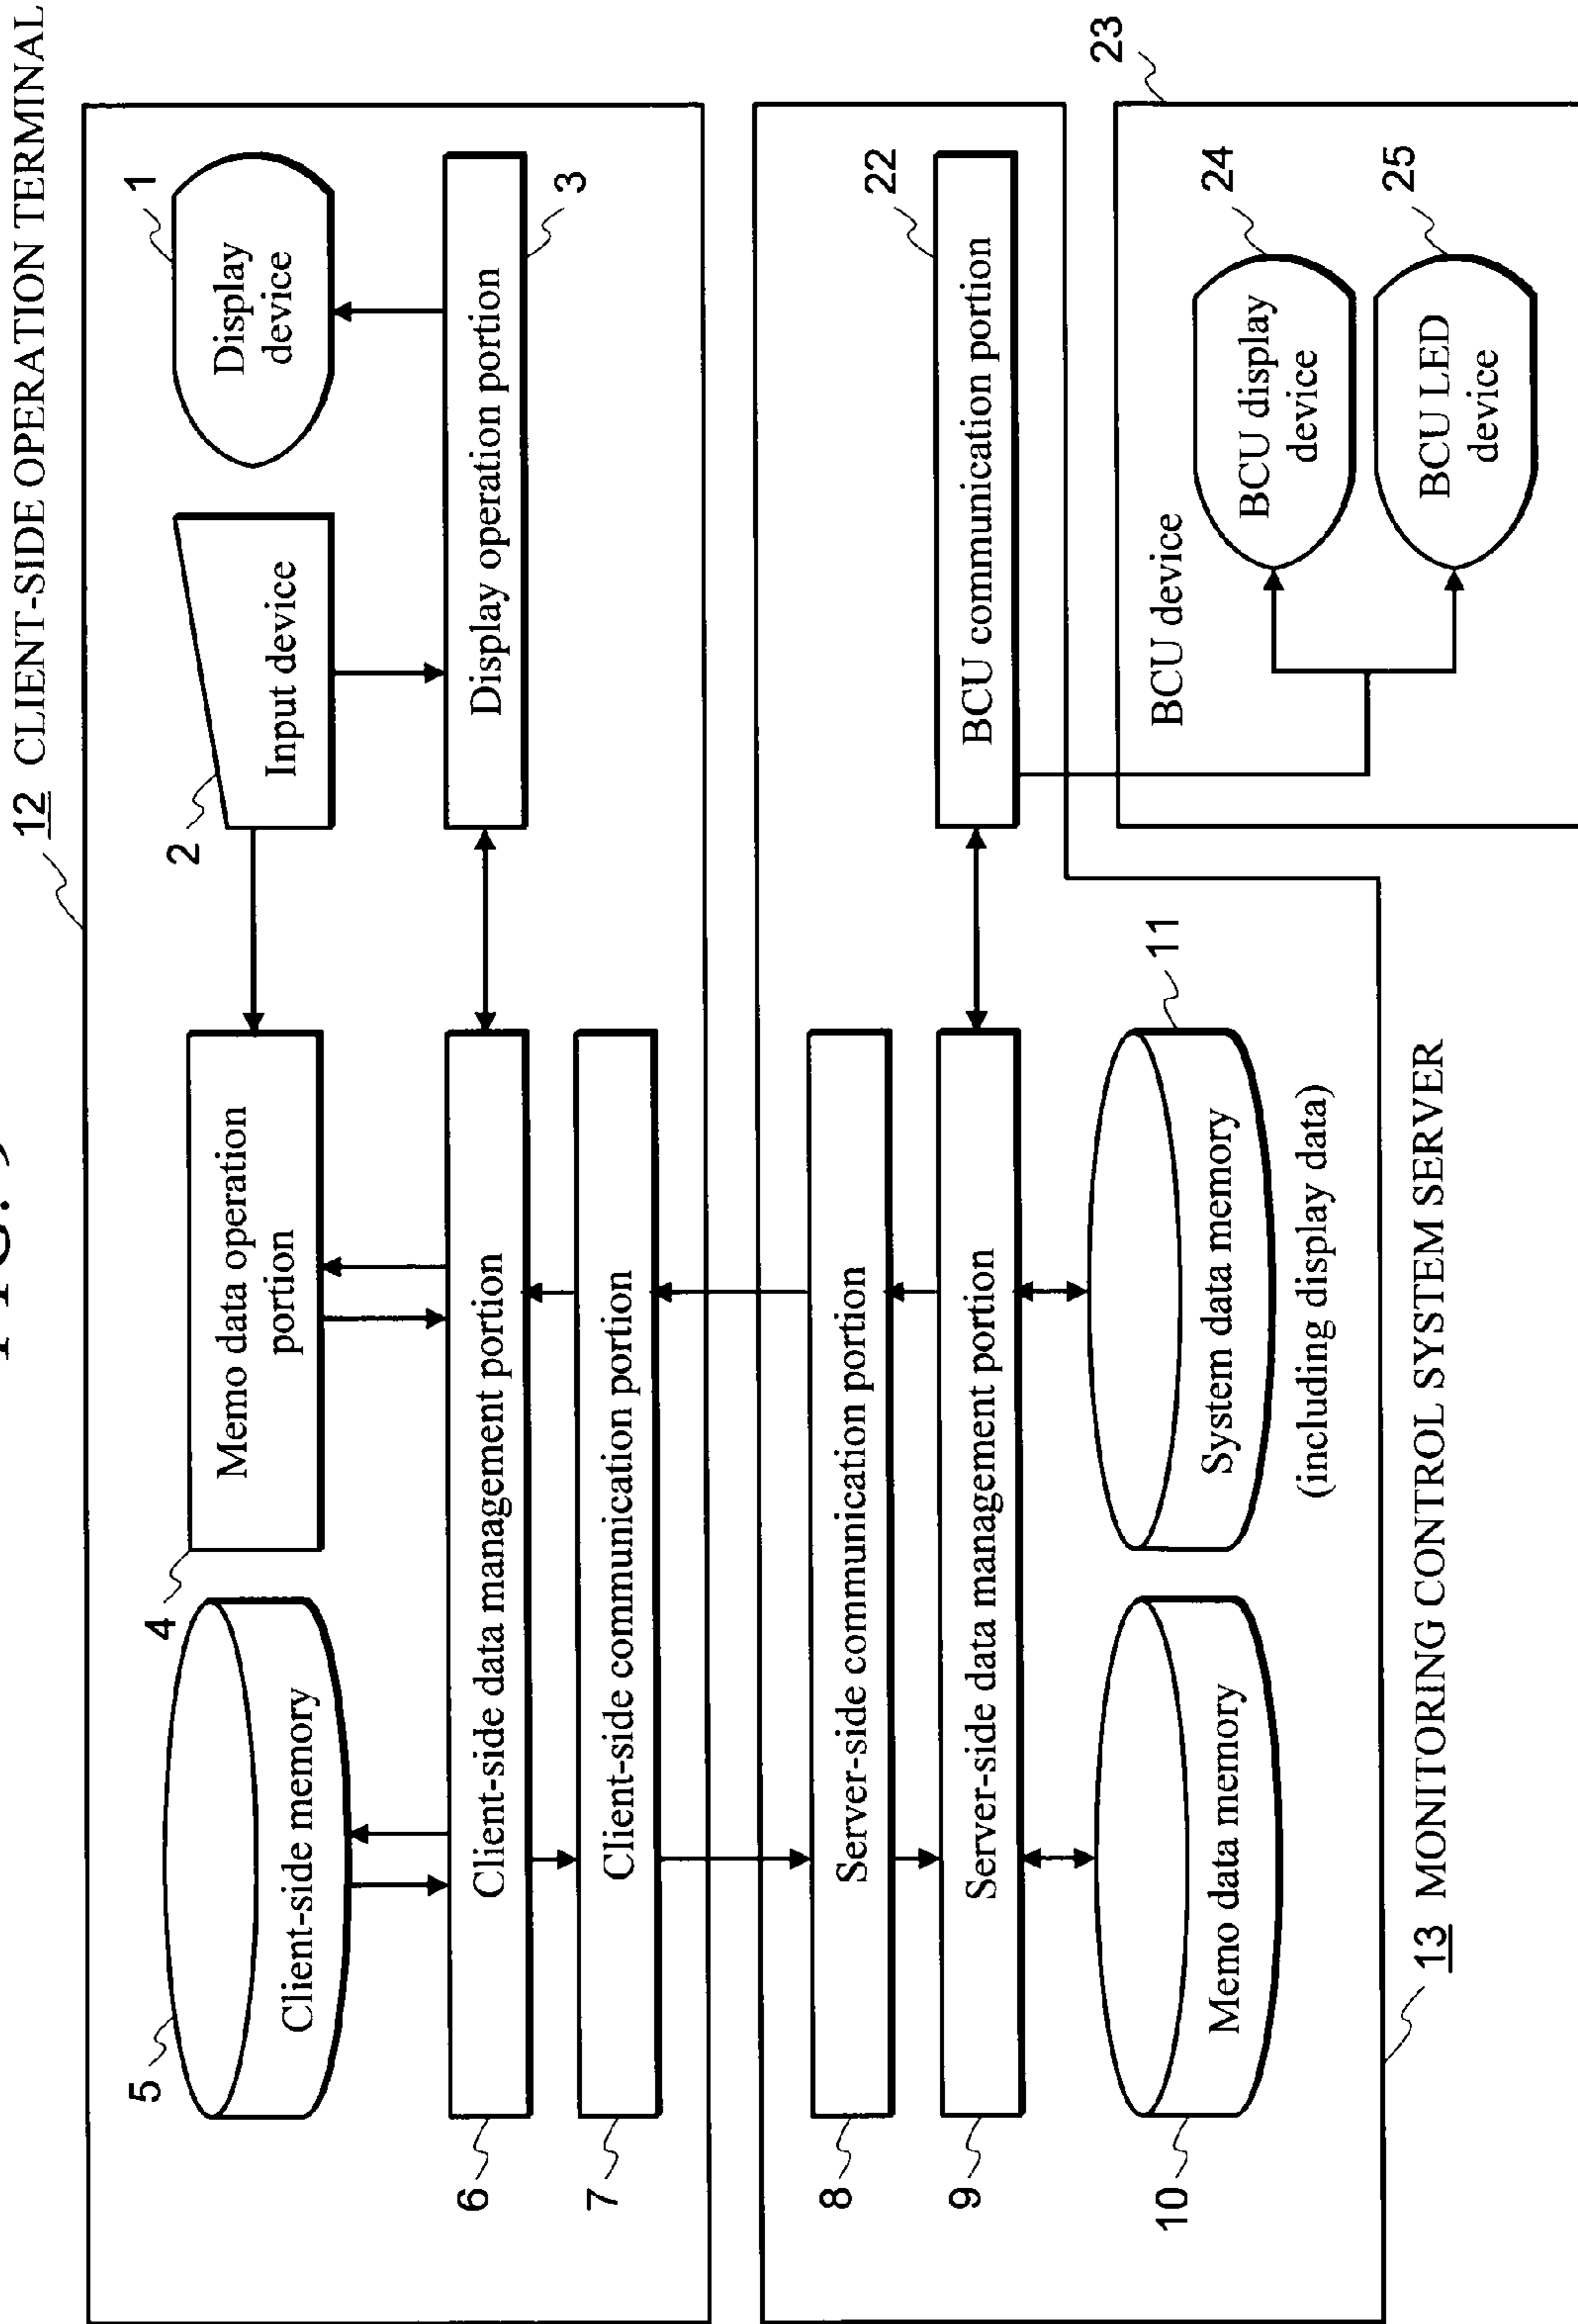 12 CLIENT-SIDE OPERATION TERMINAL
1
Display
device
2
Input device
3
Display operation portion
4
Memo data operation
portion
5
Client-side memory
6
Client-side data management portion
7
Client-side communication portion
8
Server-side communication portion
9
Server-side data management portion
22
BCU communication portion
10
Memo data memory
11
System data memory
(including display data)
13 MONITORING CONTROL SYSTEM SERVER
23
BCU device
24
BCU display
device
25
BCU LED
device